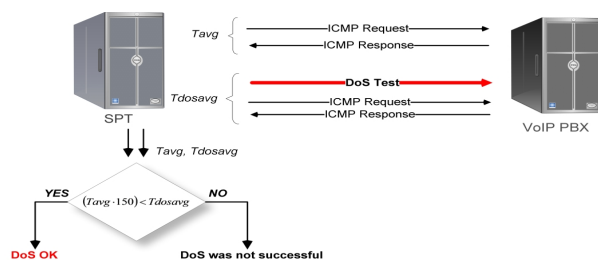 Tavg
ICMP Request
ICMP Response
Tdosavg
DoS Test
ICMP Request
ICMP Response
SPT
VoIP PBX
Tavg, Tdosavg
YES
NO
(Tavg ·150) < Tdosavg
DoS OK
DoS was not successful